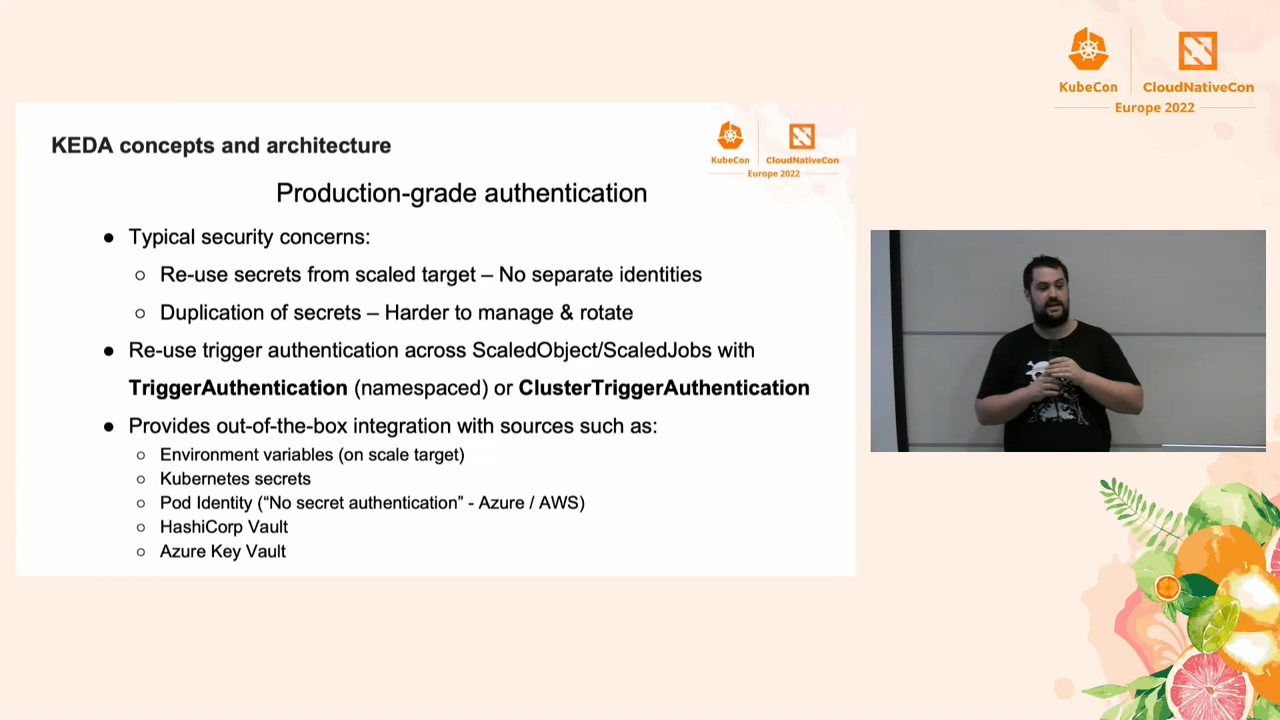 KubeCon
CloudNativeCon
Europe 2022
KEDA concepts and architecture
KubeCon
CloudNativeCon
Europe 2022
Production-grade authentication
● Typical security concerns:
○ Re-use secrets from scaled target – No separate identities
○ Duplication of secrets – Harder to manage & rotate
● Re-use trigger authentication across ScaledObject/ScaledJobs with
TriggerAuthentication (namespaced) or ClusterTriggerAuthentication
● Provides out-of-the-box integration with sources such as:
○ Environment variables (on scale target)
○ Kubernetes secrets
○ Pod Identity (“No secret authentication” - Azure / AWS)
○ HashiCorp Vault
○ Azure Key Vault